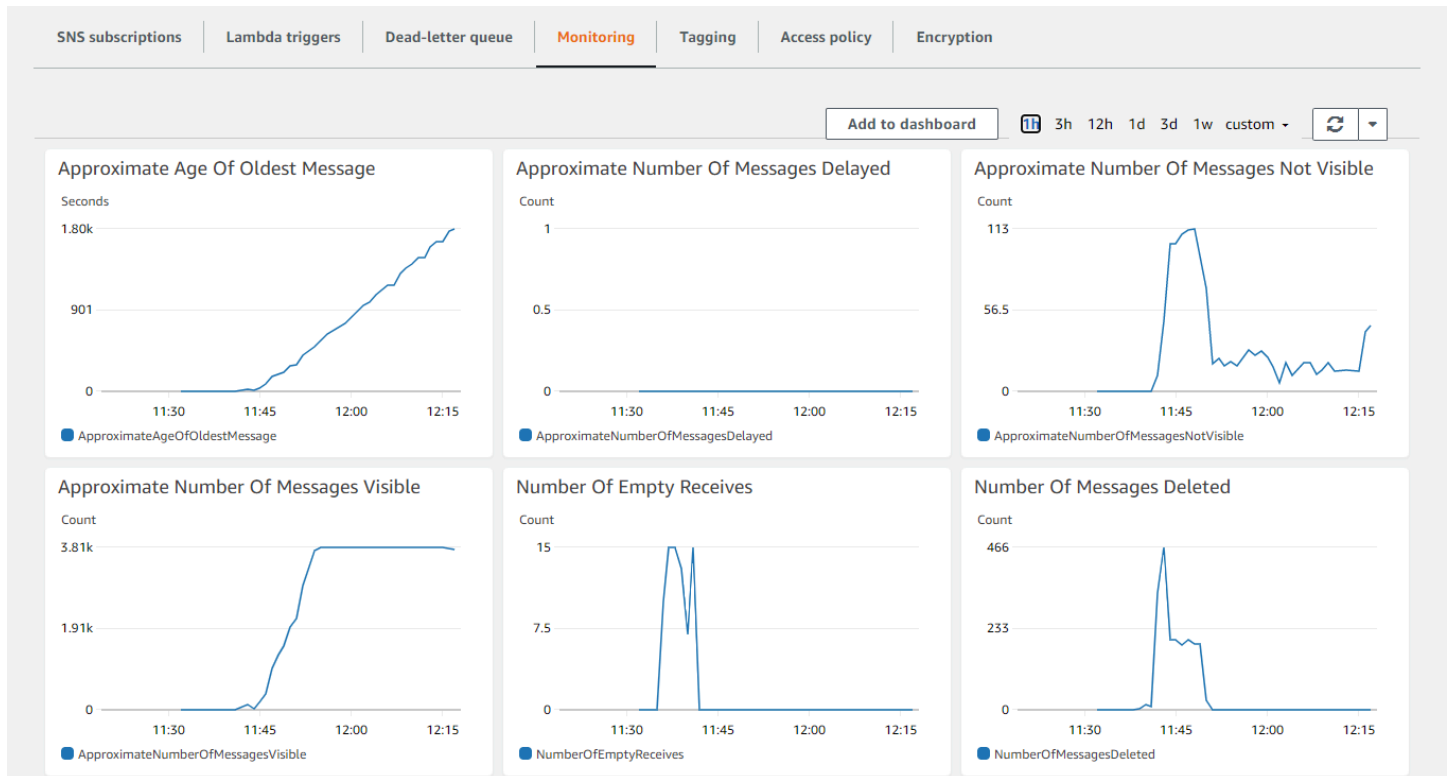 SNS subscriptions Lambda triggers Dead-letter queue Monitoring Tagging Access policy Encryption
Add to dashboard 1h 3h 12h 1d 3d 1w custom
Approximate Age Of Oldest Message
Seconds
1.80k
901
0
11:30 11:45 12:00 12:15
ApproximateAgeOfOldestMessage
Approximate Number Of Messages Delayed
Count
1
0.5
0
11:30 11:45 12:00 12:15
ApproximateNumberOfMessagesDelayed
Approximate Number Of Messages Not Visible
Count
113
56.5
0
11:30 11:45 12:00 12:15
ApproximateNumberOfMessagesNotVisible
Approximate Number Of Messages Visible
Count
3.81k
1.91k
0
11:30 11:45 12:00 12:15
ApproximateNumberOfMessagesVisible
Number Of Empty Receives
Count
15
7.5
0
11:30 11:45 12:00 12:15
NumberOfEmptyReceives
Number Of Messages Deleted
Count
466
233
0
11:30 11:45 12:00 12:15
NumberOfMessagesDeleted